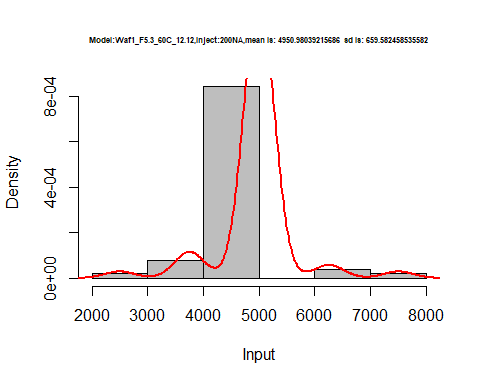 Model:Waf1_F5.3_60C_12.12,Inject:200NA,mean is: 4950.98039215686 sd is: 659.582458535582
Density
8e-04
4e-04
0e+00
2000 3000 4000 5000 6000 7000 8000
Input